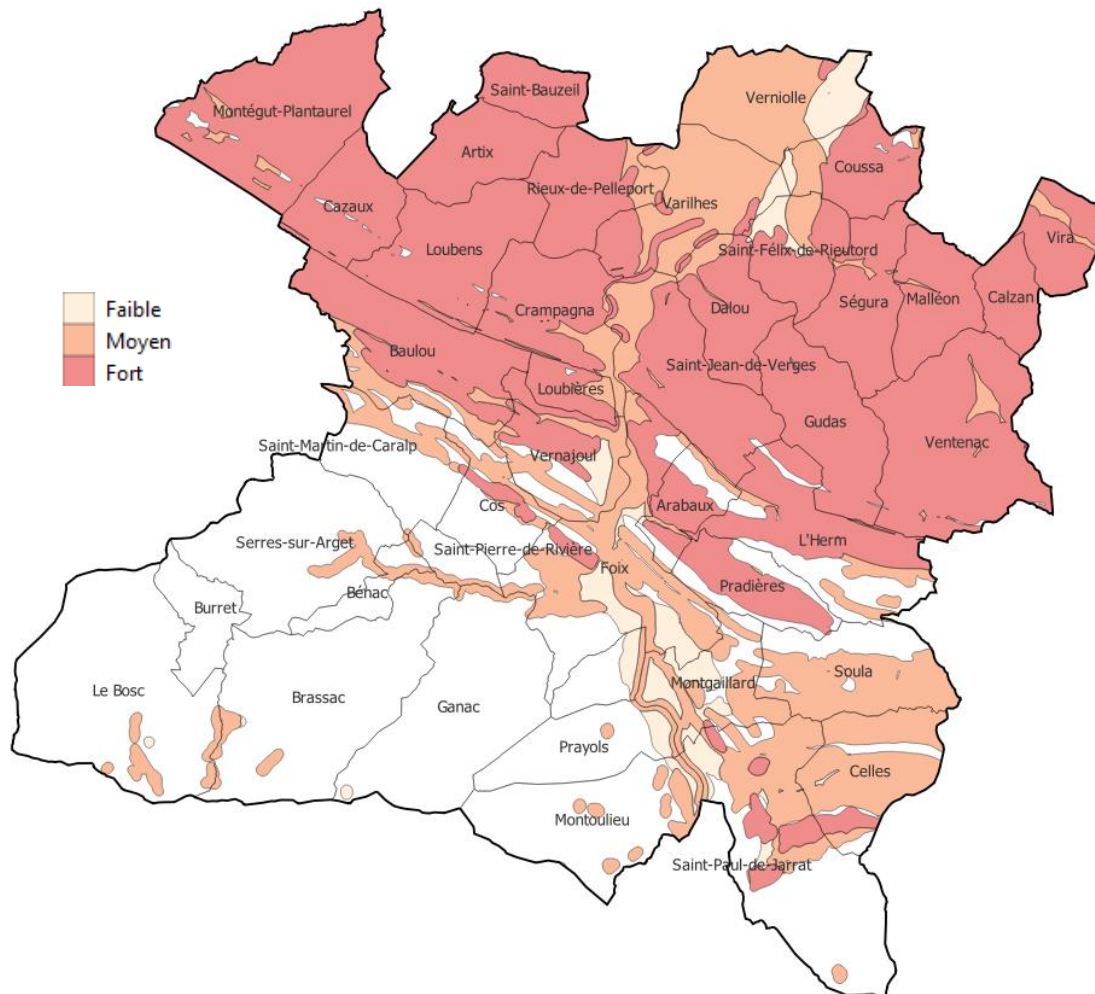 Saint-Bauzeil
Verniolle
Montégut-Plantaurel
Artix
Coussa
Rieux-de-Pelleport
Cazaux
Varilhes
Vira
Loubens
Saint-Félix-de-Rieutord
Faible
Moyen
Fort
Crampagna
Dalou
Ségura
Malléon
Calzan
Baulou
Saint-Jean-de-Verges
Loubières
Gudas
Ventenac
Saint-Martin-de-Caralp
Vernajoul
Cos
Arabaux
L'Herm
Serres-sur-Arget
Saint-Pierre-de-Rivière
Foix
Pradières
Bénac
Burret
Soula
Montgaillard
Le Bosc
Brassac
Ganac
Prayols
Celles
Montoulieu
Saint-Paul-de-Jarrat